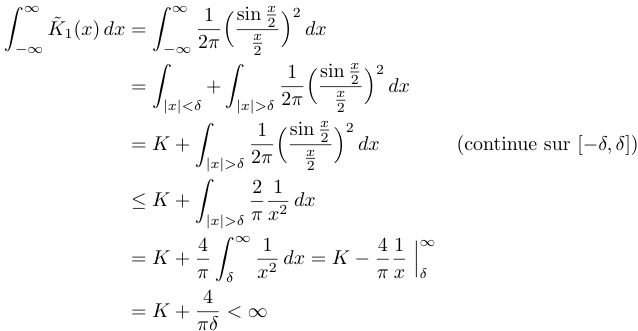 $\int_{-\infty}^{\infty} \tilde{K}_1(x)\,dx = \int_{-\infty}^{\infty} \frac{1}{2\pi}\Big(\frac{\sin\frac{x}{2}}{\frac{x}{2}}\Big)^2\,dx$
$= \int_{|x|<\delta} + \int_{|x|>\delta} \frac{1}{2\pi}\Big(\frac{\sin\frac{x}{2}}{\frac{x}{2}}\Big)^2\,dx$
$= K + \int_{|x|>\delta} \frac{1}{2\pi}\Big(\frac{\sin\frac{x}{2}}{\frac{x}{2}}\Big)^2\,dx$ (continue sur $[-\delta,\delta]$)
$\leq K + \int_{|x|>\delta} \frac{2}{\pi}\frac{1}{x^2}\,dx$
$= K + \frac{4}{\pi}\int_{\delta}^{\infty} \frac{1}{x^2}\,dx = K - \frac{4}{\pi}\frac{1}{x}\Big|_{\delta}^{\infty}$
$= K + \frac{4}{\pi\delta} < \infty$